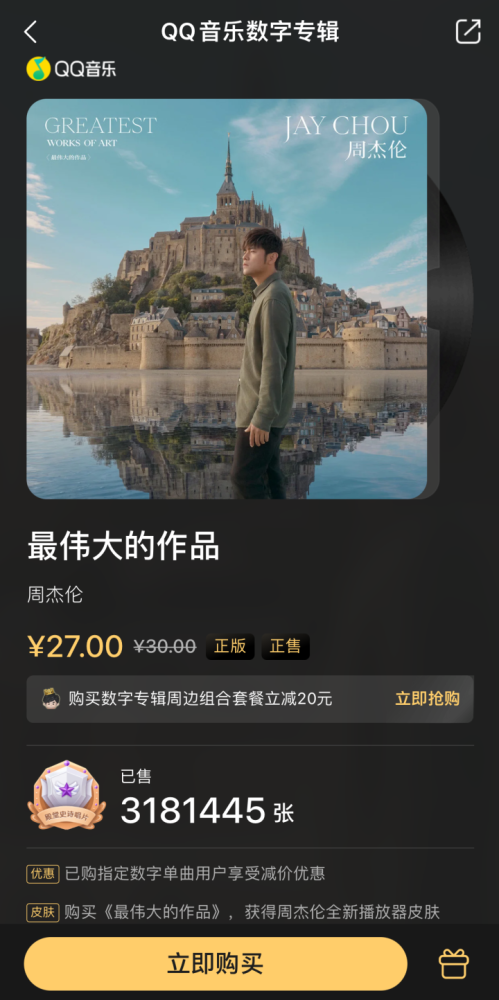 QQ音乐数字专辑
QQ音乐
GREATEST
WORKS OF ART
〈最伟大的作品〉
JAY CHOU
周杰伦
最伟大的作品
周杰伦
¥27.00 ¥30.00 正版 正售
购买数字专辑周边组合套餐立减20元 立即抢购
已售
3181445 张
殿堂史诗唱片
优惠 已购指定数字单曲用户享受减价优惠
皮肤 购买《最伟大的作品》，获得周杰伦全新播放器皮肤
立即购买